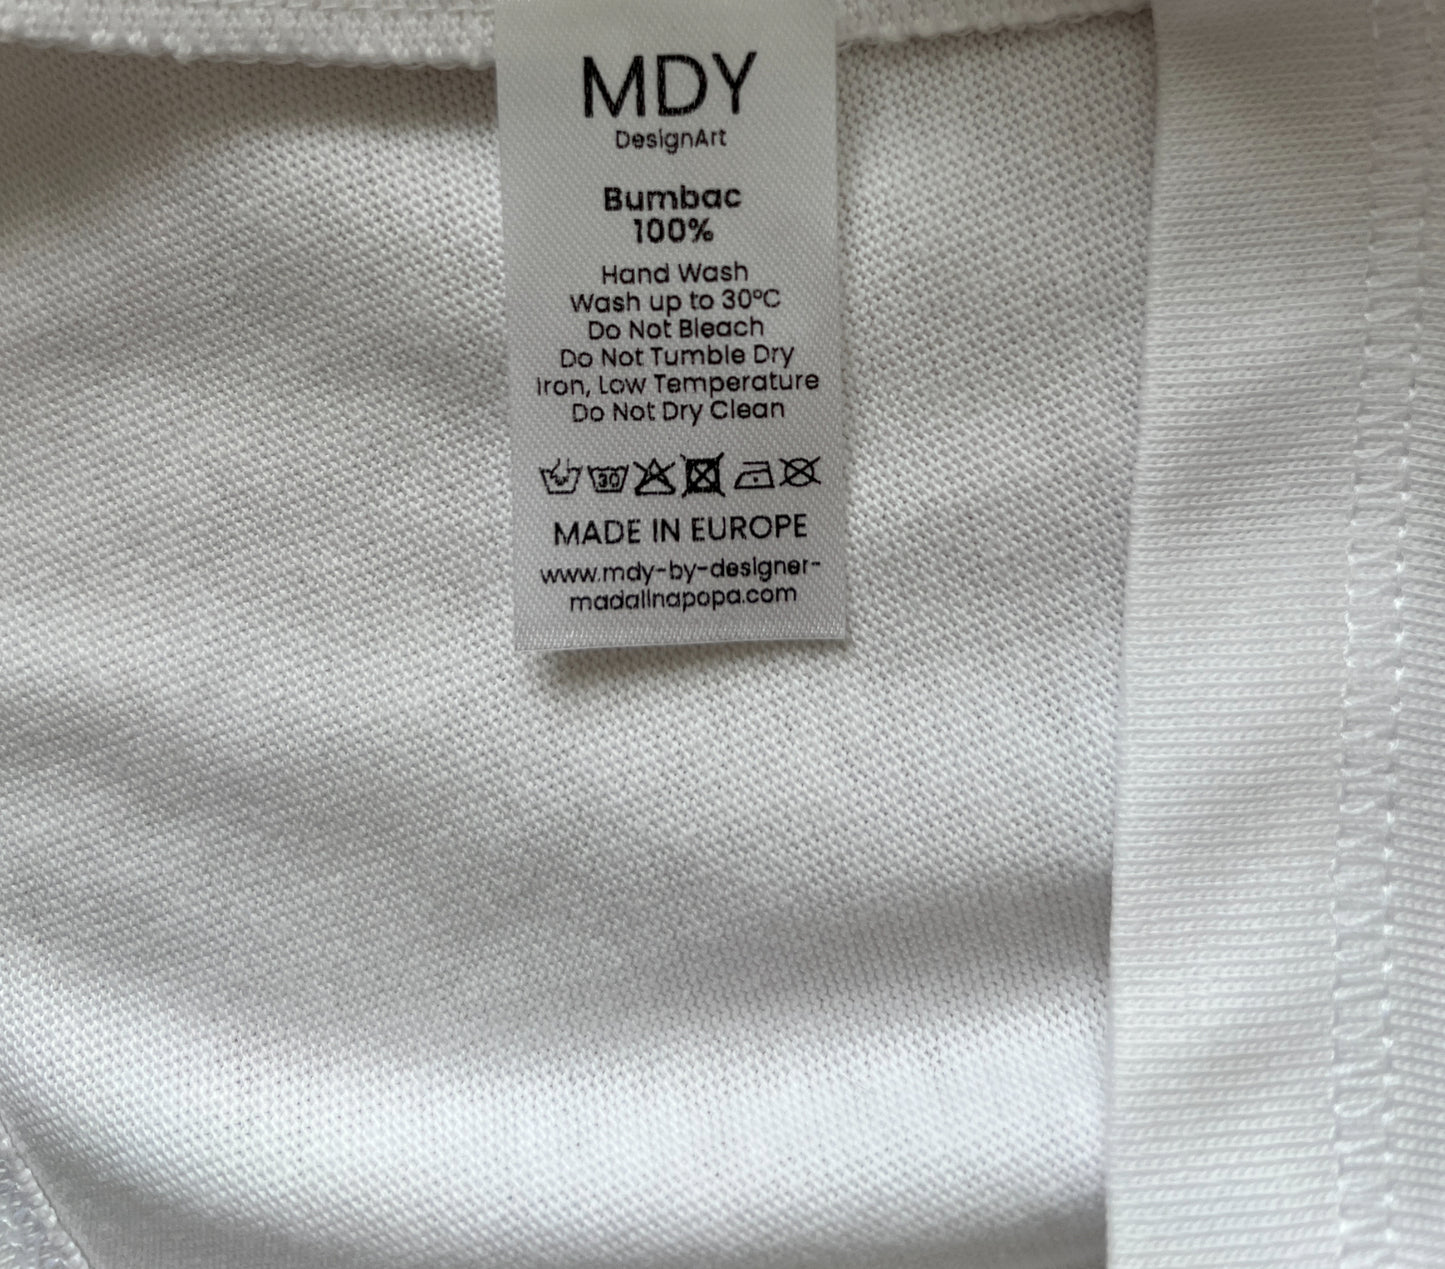 MDY
DesignArt
Bumbac
100%
Hand Wash
Wash up to 30°C
Do Not Bleach
Do Not Tumble Dry
Iron, Low Temperature
Do Not Dry Clean
30
MADE IN EUROPE
www.mdy-by-designer-
madalinapopa.com